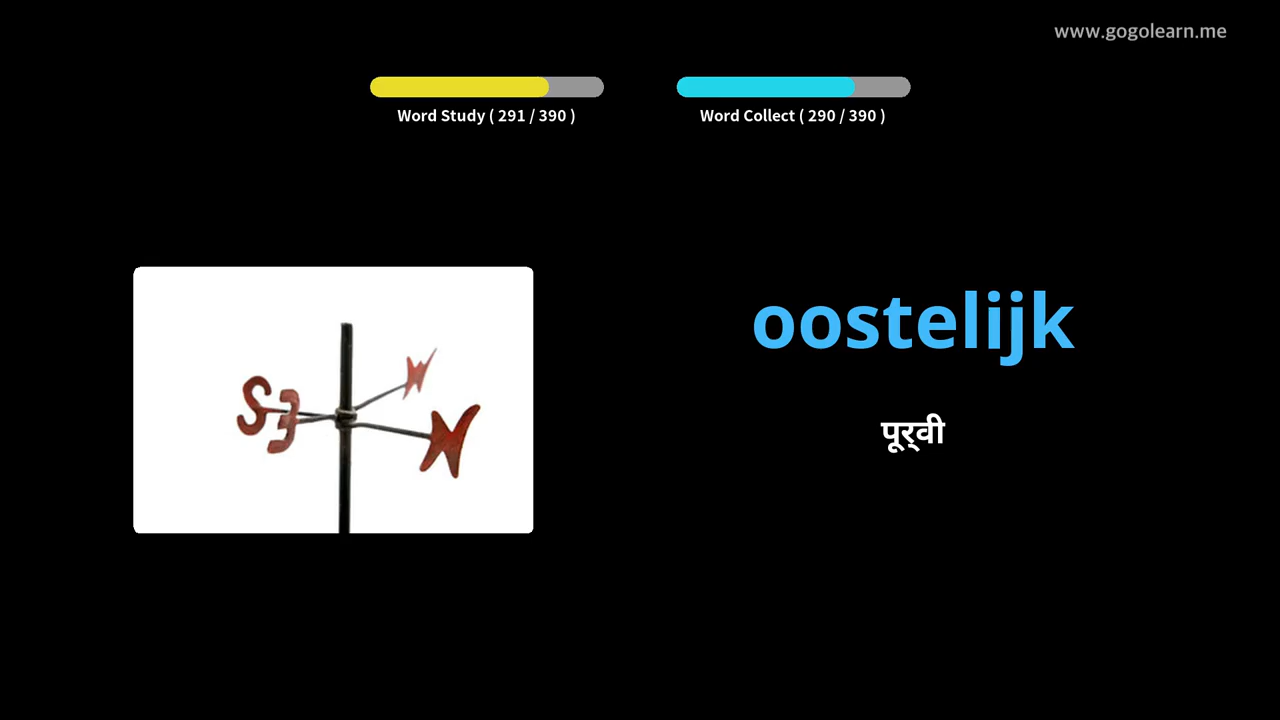 www.gogolearn.me
Word Study ( 291 / 390 )
Word Collect ( 290 / 390 )
S E W N
oostelijk
पूर्वी